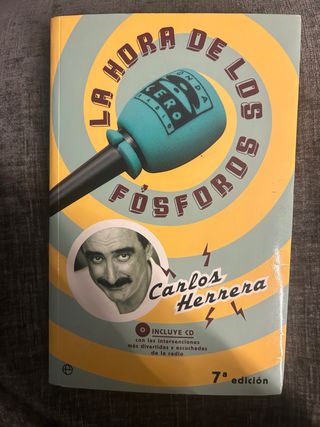 LA HORA DE LOS
FÓSFOROS
ONDA
CERO
RADIO
Carlos
Herrera
INCLUYE CD
con las intervenciones
más divertidas y escuchadas
de la radio
7ª edición
e